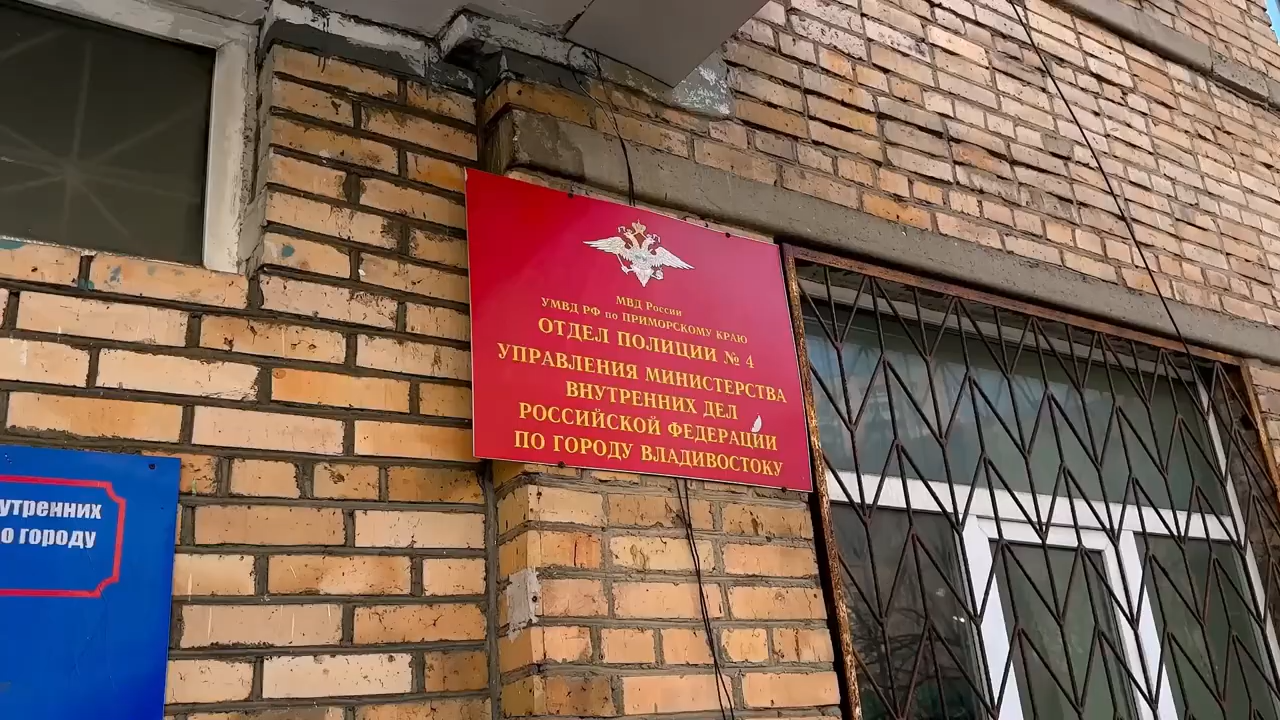 МВД России
УМВД РФ по ПРИМОРСКОМУ КРАЮ
ОТДЕЛ ПОЛИЦИИ № 4
УПРАВЛЕНИЯ МИНИСТЕРСТВА
ВНУТРЕННИХ ДЕЛ
РОССИЙСКОЙ ФЕДЕРАЦИИ
ПО ГОРОДУ ВЛАДИВОСТОКУ
утренних
о городу